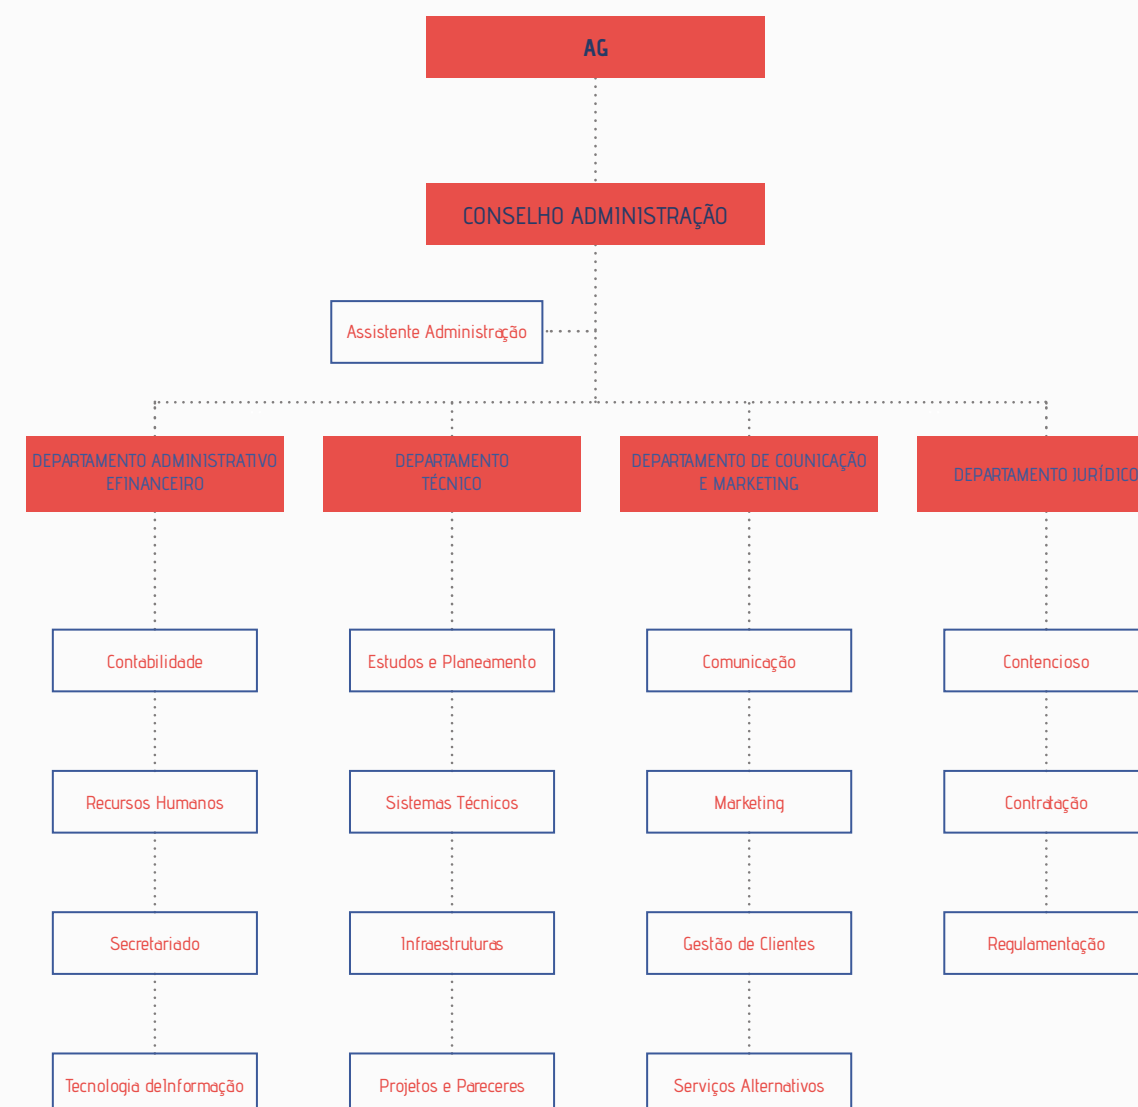 AG
CONSELHO ADMINISTRAÇÃO
Assistente Administração
DEPARTAMENTO ADMINISTRATIVO
EFINANCEIRO
DEPARTAMENTO
TÉCNICO
DEPARTAMENTO DE COUNICAÇÃO
E MARKETING
DEPARTAMENTO JURÍDICO
Contabilidade
Estudos e Planeamento
Comunicação
Contencioso
Recursos Humanos
Sistemas Técnicos
Marketing
Contratação
Secretariado
Infraestruturas
Gestão de Clientes
Regulamentação
Tecnologia deInformação
Projetos e Pareceres
Serviços Alternativos